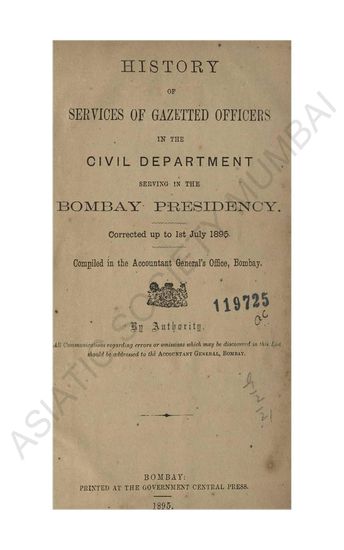 HISTORY
OF
SERVICES OF GAZETTED OFFICERS
IN THE
CIVIL DEPARTMENT
SERVING IN THE
BOMBAY PRESIDENCY.
Corrected up to 1st July 1895.
Compiled in the Accountant General's Office, Bombay.
119725
By Authority.
All Communications regarding errors or omissions which may be discovered in this List
should be addressed to the ACCOUNTANT GENERAL, BOMBAY.
BOMBAY:
PRINTED AT THE GOVERNMENT CENTRAL PRESS.
1895.
ASIATIC SOCIETY MUMBAI